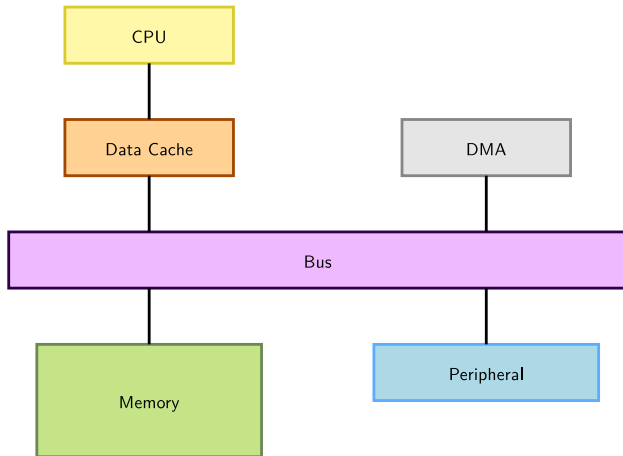 CPU
Data Cache
DMA
Bus
Memory
Peripheral